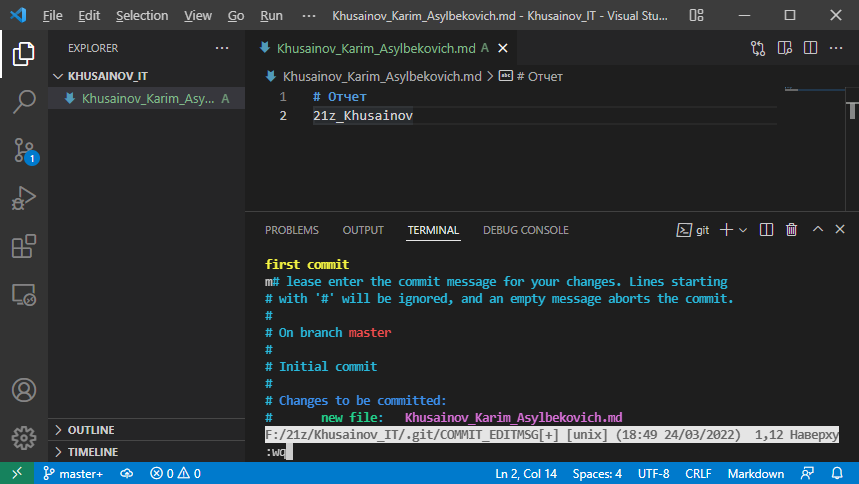 File Edit Selection View Go Run ··· Khusainov_Karim_Asylbekovich.md - Khusainov_IT - Visual Stu...
EXPLORER ···
KHUSAINOV_IT
Khusainov_Karim_Asy... A
OUTLINE
TIMELINE
1
Khusainov_Karim_Asylbekovich.md A
Khusainov_Karim_Asylbekovich.md > abc # Отчет
1 # Отчет
2 21z_Khusainov
PROBLEMS OUTPUT TERMINAL DEBUG CONSOLE git
first commit
m# lease enter the commit message for your changes. Lines starting
# with '#' will be ignored, and an empty message aborts the commit.
#
# On branch master
#
# Initial commit
#
# Changes to be committed:
# new file: Khusainov_Karim_Asylbekovich.md
F:/21z/Khusainov_IT/.git/COMMIT_EDITMSG[+] [unix] (18:49 24/03/2022) 1,12 Наверху
:wq
master+ 0 0 Ln 2, Col 14 Spaces: 4 UTF-8 CRLF Markdown